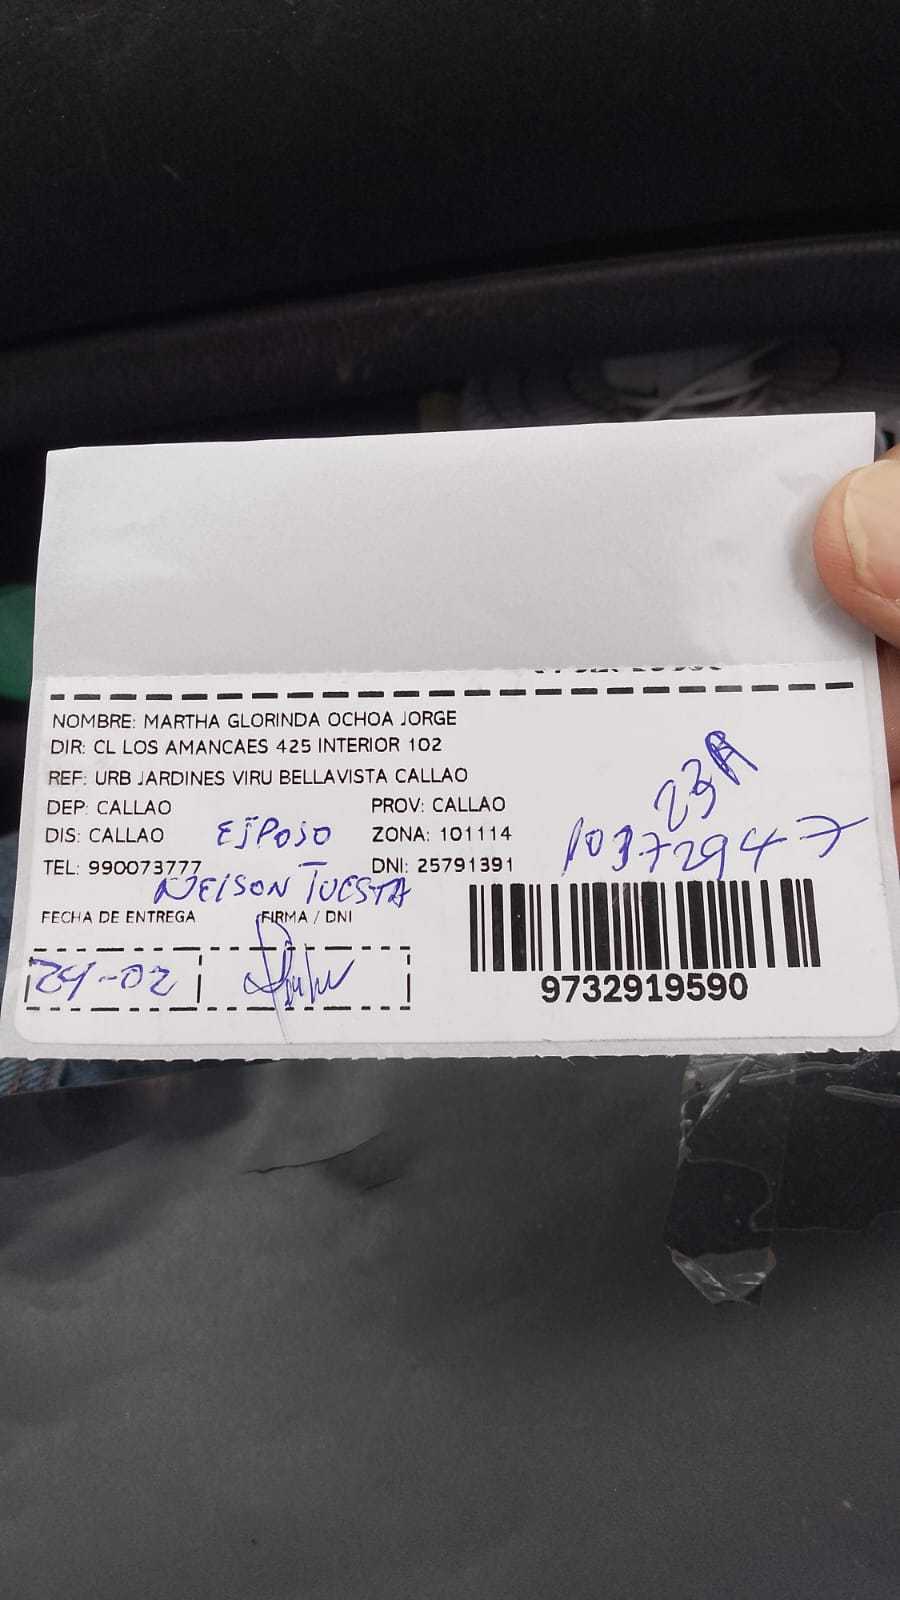 NOMBRE: MARTHA GLORINDA OCHOA JORGE
DIR: CL LOS AMANCAES 425 INTERIOR 102
REF: URB JARDINES VIRU BELLAVISTA CALLAO
DEP: CALLAO PROV: CALLAO
23A
DIS: CALLAO ESPOSO ZONA: 101114
10372947
TEL: 990073777 DNI: 25791391
NELSON TUESTA
FECHA DE ENTREGA FIRMA / DNI
24-02
9732919590